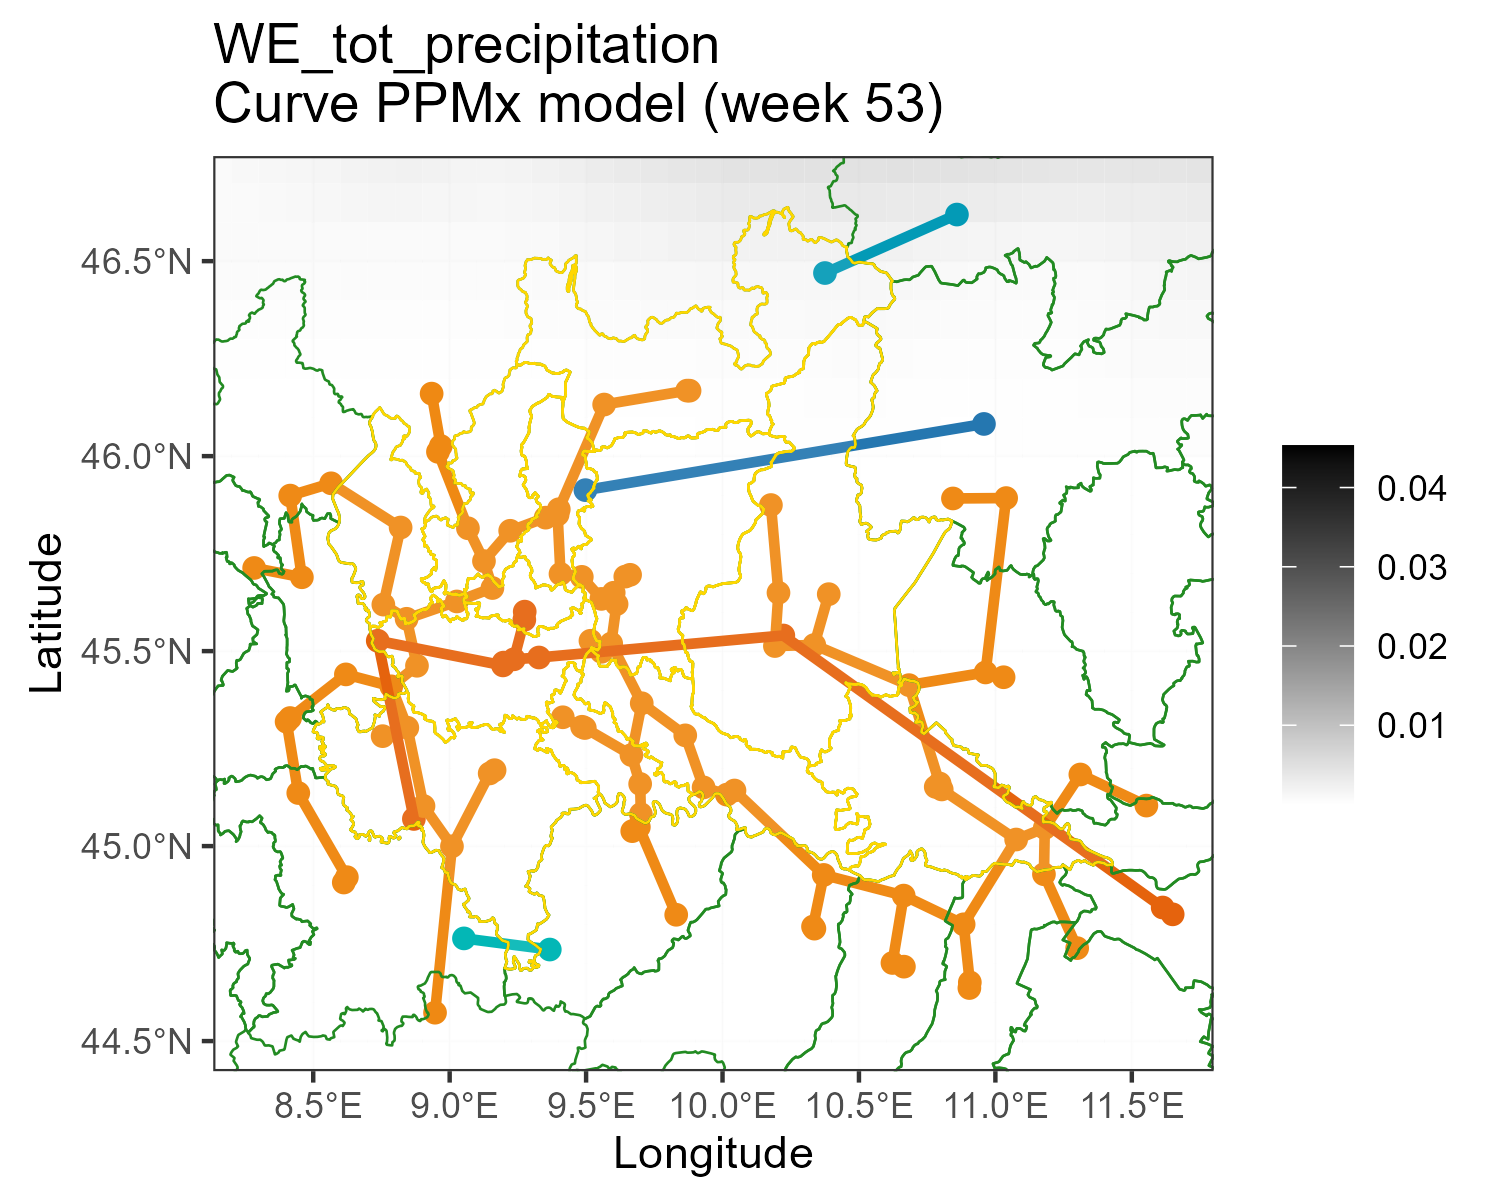 WE_tot_precipitation
Curve PPMx model (week 53)
46.5°N
46.0°N
45.5°N
45.0°N
44.5°N
Latitude
8.5°E
9.0°E
9.5°E
10.0°E
10.5°E
11.0°E
11.5°E
Longitude
0.04
0.03
0.02
0.01